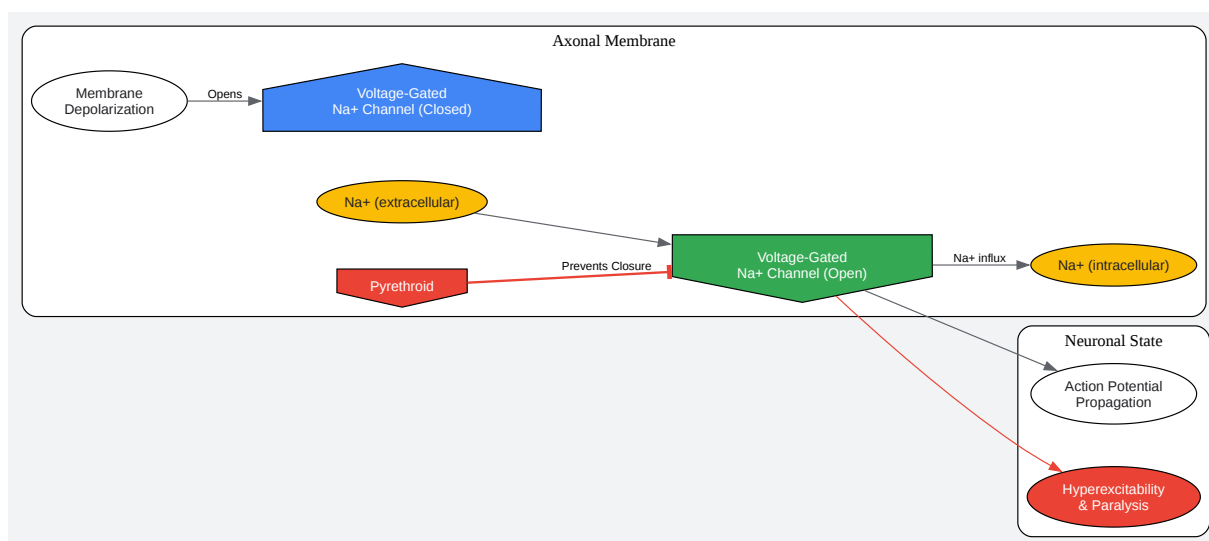 Axonal Membrane
Membrane
Depolarization
Opens
Voltage-Gated
Na+ Channel (Closed)
Na+ (extracellular)
Pyrethroid
Prevents Closure
Voltage-Gated
Na+ Channel (Open)
Na+ influx
Na+ (intracellular)
Neuronal State
Action Potential
Propagation
Hyperexcitability
& Paralysis